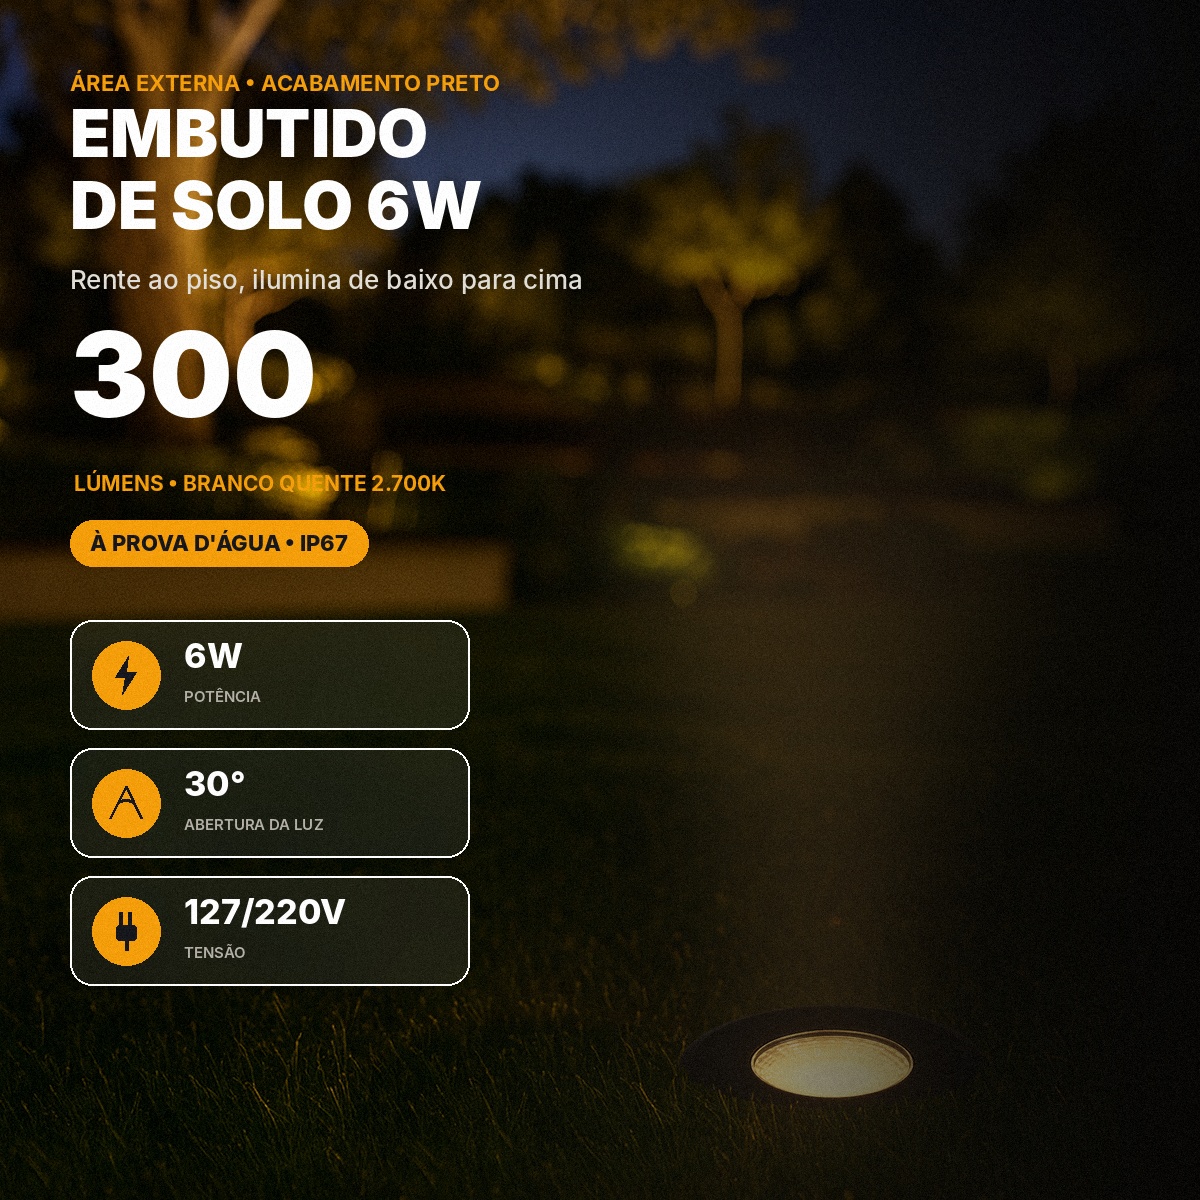 ÁREA EXTERNA • ACABAMENTO PRETO
EMBUTIDO
DE SOLO 6W
Rente ao piso, ilumina de baixo para cima
300
LÚMENS • BRANCO QUENTE 2.700K
À PROVA D'ÁGUA • IP67
6W
POTÊNCIA
30°
ABERTURA DA LUZ
127/220V
TENSÃO